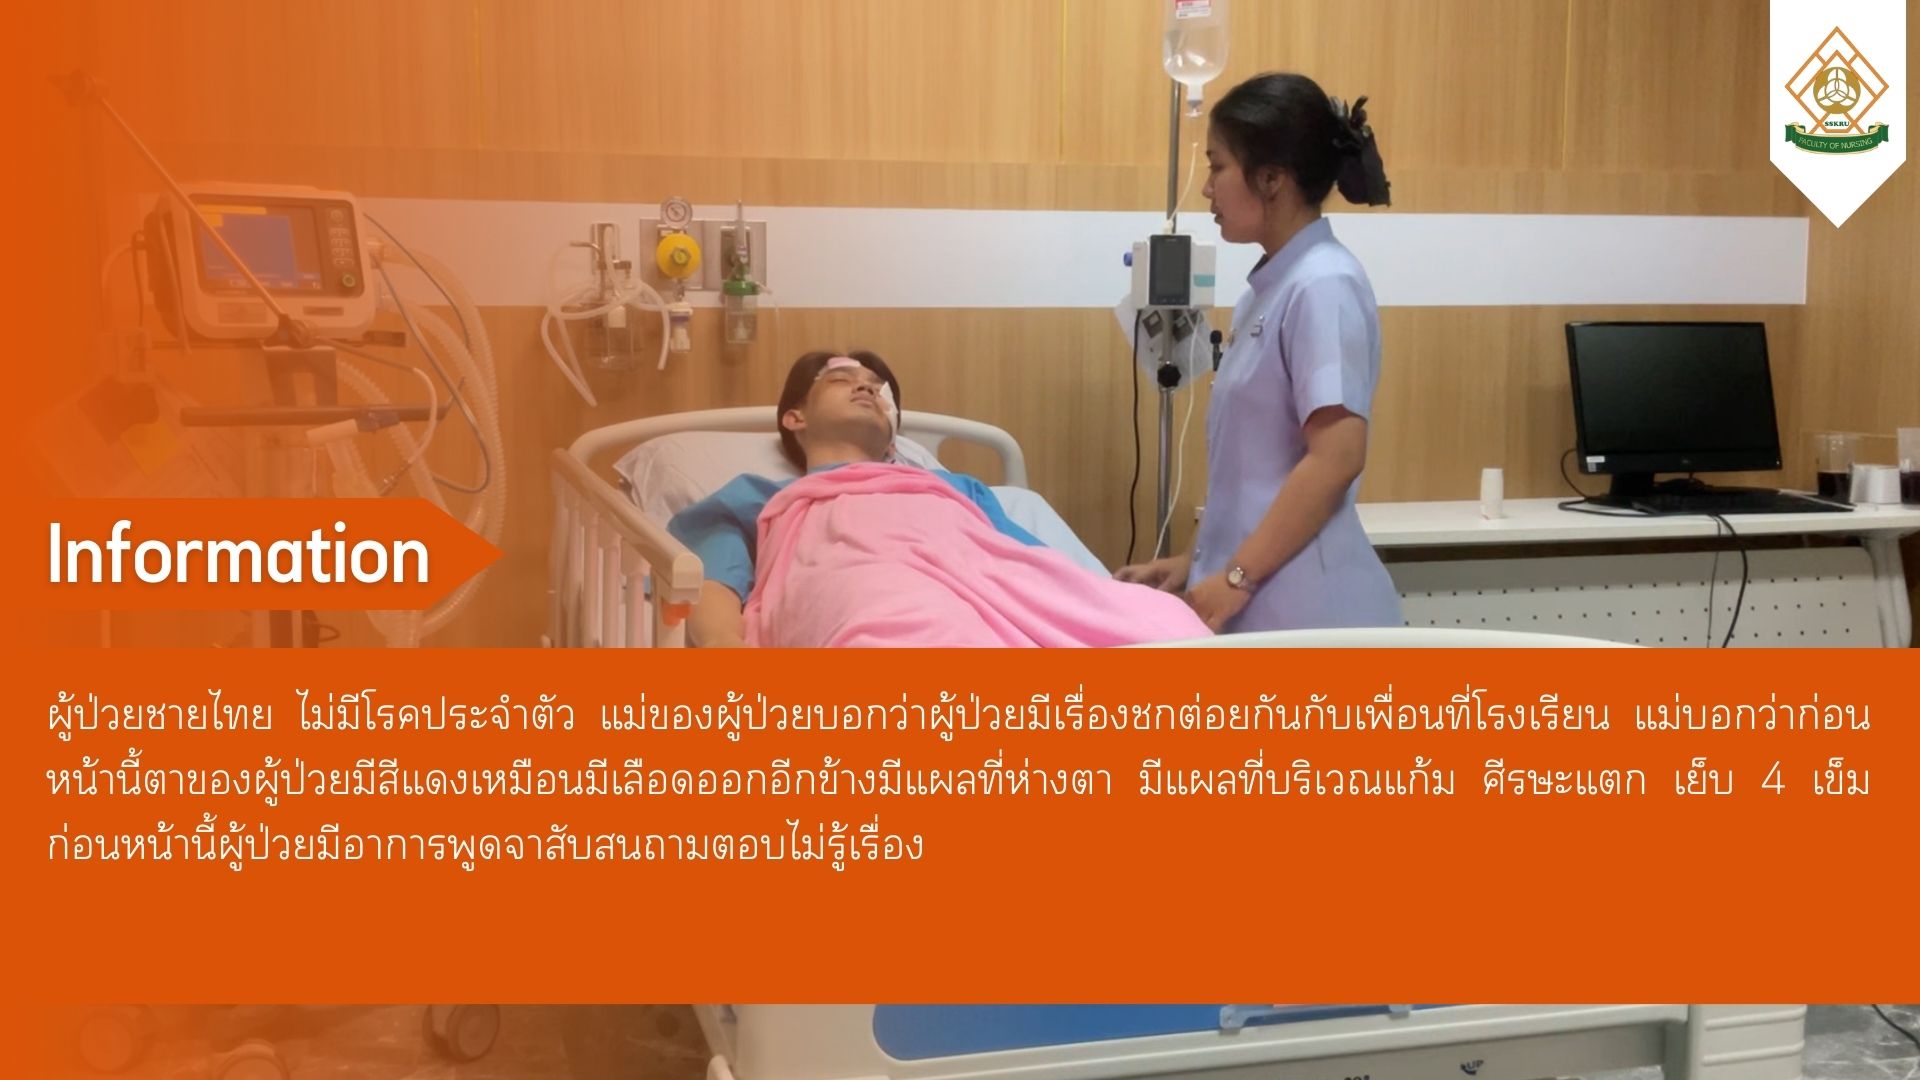 SSKRU
FACULTY OF NURSING
Information
ผู้ป่วยชายไทย ไม่มีโรคประจำตัว แม่ของผู้ป่วยบอกว่าผู้ป่วยมีเรื่องชกต่อยกันกับเพื่อนที่โรงเรียน แม่บอกว่าก่อน
หน้านี้ตาของผู้ป่วยมีสีแดงเหมือนมีเลือดออกอีกข้างมีแผลที่ห่างตา มีแผลที่บริเวณแก้ม ศีรษะแตก เย็บ 4 เข็ม
ก่อนหน้านี้ผู้ป่วยมีอาการพูดจาสับสนถามตอบไม่รู้เรื่อง
UP